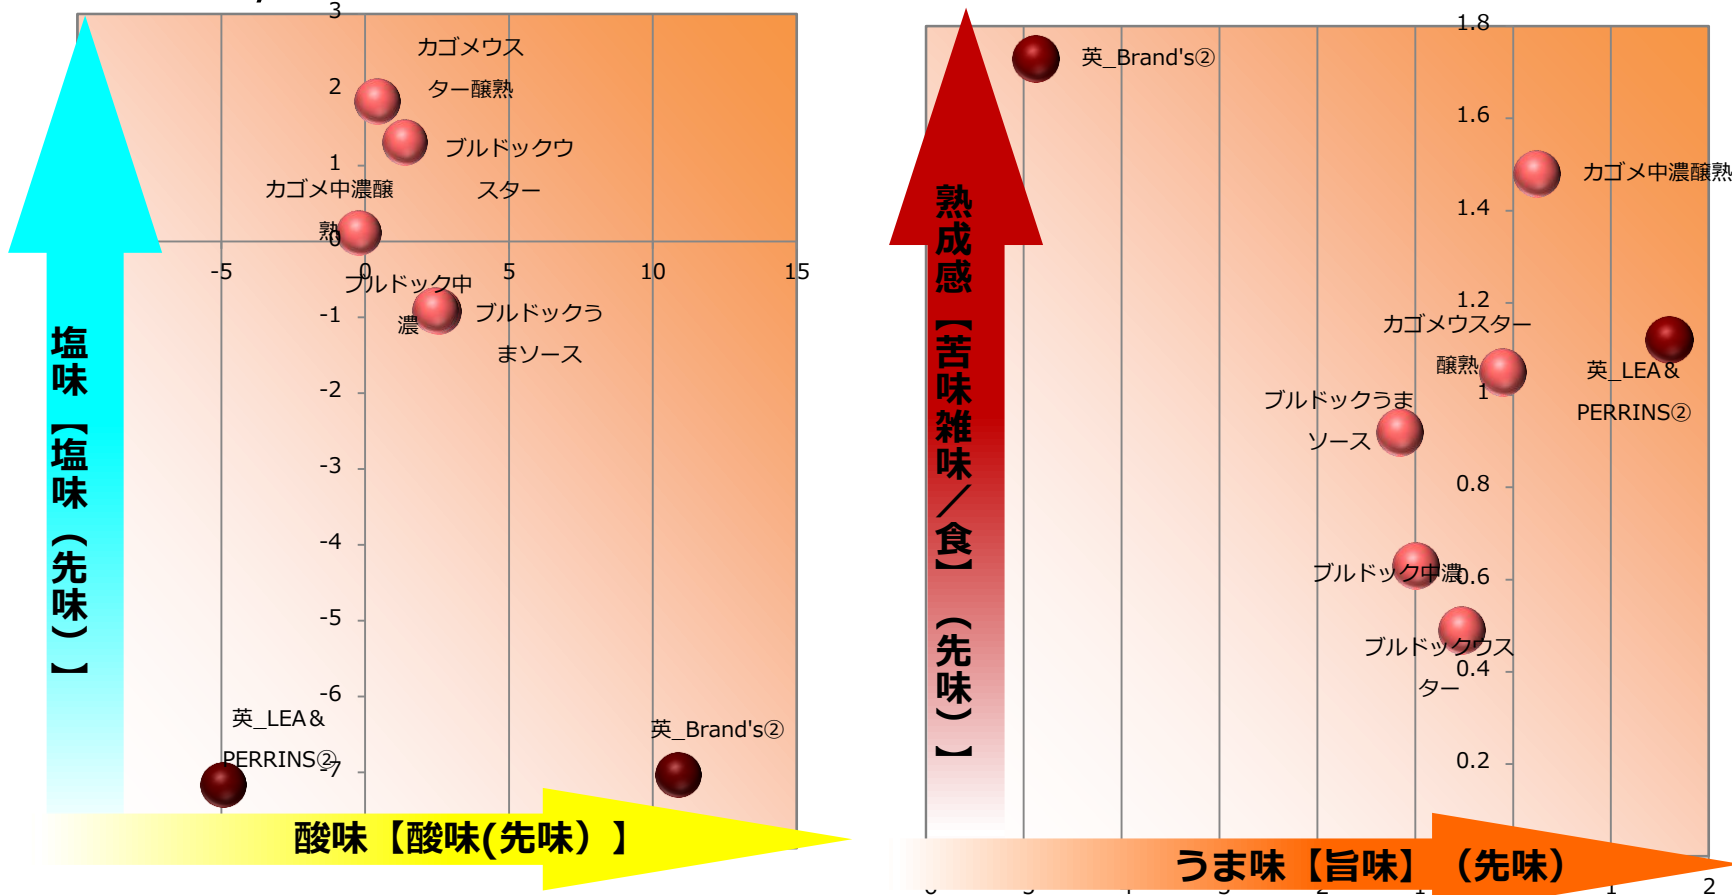 3
カゴメウス
ター醸熟
2
ブルドックウ
スター
1
カゴメ中濃醸
熟
0
-5
0
5
10
15
ブルドック中
濃
-1
ブルドックう
まソース
-2
-3
-4
-5
-6
英_LEA＆
PERRINS②
-7
英_Brand's②
塩味【塩味（先味）】
酸味【酸味(先味）】
1.8
英_Brand's②
1.6
カゴメ中濃醸熟
1.4
1.2
カゴメウスター
醸熟
1
英_LEA＆
PERRINS②
ブルドックうま
ソース
0.8
ブルドック中濃
0.6
ブルドックウス
ター
0.4
0.2
熟成感【苦味雑味／食】（先味）】
うま味【旨味】（先味）
2